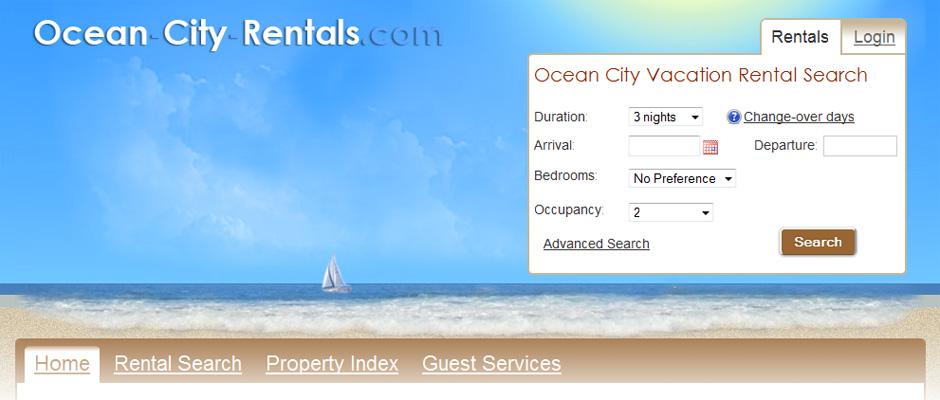 Ocean-City-Rentals.com
Rentals Login
Ocean City Vacation Rental Search
Duration: 3 nights ? Change-over days
Arrival: Departure:
Bedrooms: No Preference
Occupancy: 2
Advanced Search Search
Home Rental Search Property Index Guest Services